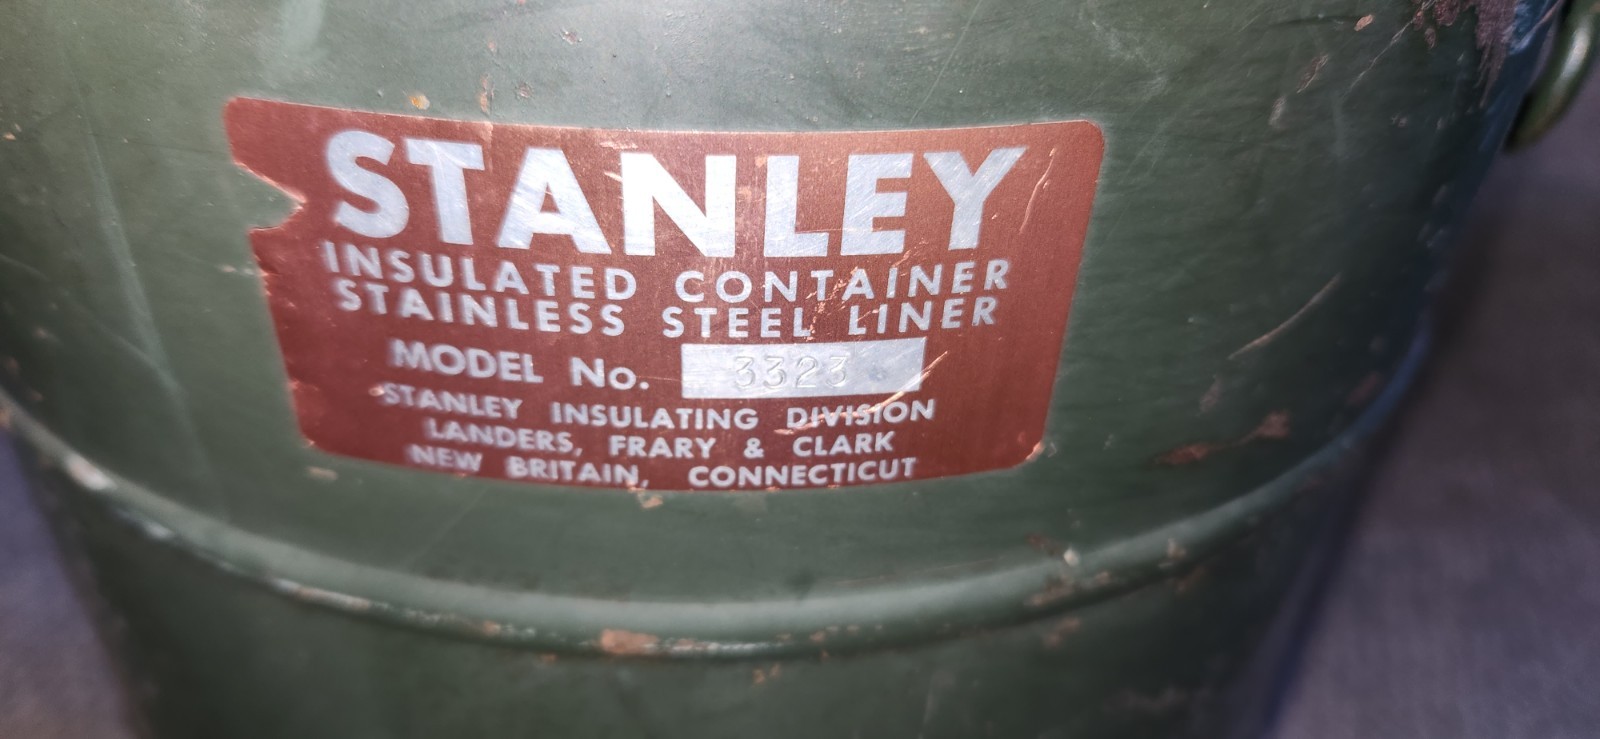 STANLEY
INSULATED CONTAINER
STAINLESS STEEL LINER
MODEL No. 3323
STANLEY INSULATING DIVISION
LANDERS, FRARY & CLARK
NEW BRITAIN, CONNECTICUT